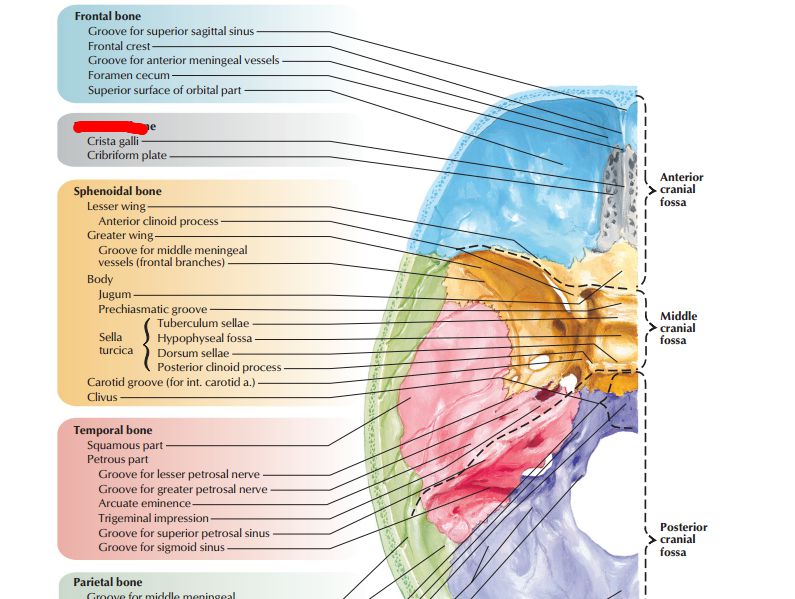 Frontal bone
Groove for superior sagittal sinus
Frontal crest
Groove for anterior meningeal vessels
Foramen cecum
Superior surface of orbital part
Crista galli
Cribriform plate
Sphenoidal bone
Lesser wing
Anterior clinoid process
Greater wing
Groove for middle meningeal
vessels (frontal branches)
Body
Jugum
Prechiasmatic groove
Sella
turcica
Tuberculum sellae
Hypophyseal fossa
Dorsum sellae
Posterior clinoid process
Carotid groove (for int. carotid a.)
Clivus
Temporal bone
Squamous part
Petrous part
Groove for lesser petrosal nerve
Groove for greater petrosal nerve
Arcuate eminence
Trigeminal impression
Groove for superior petrosal sinus
Groove for sigmoid sinus
Parietal bone
Groove for middle meningeal
Anterior
cranial
fossa
Middle
cranial
fossa
Posterior
cranial
fossa